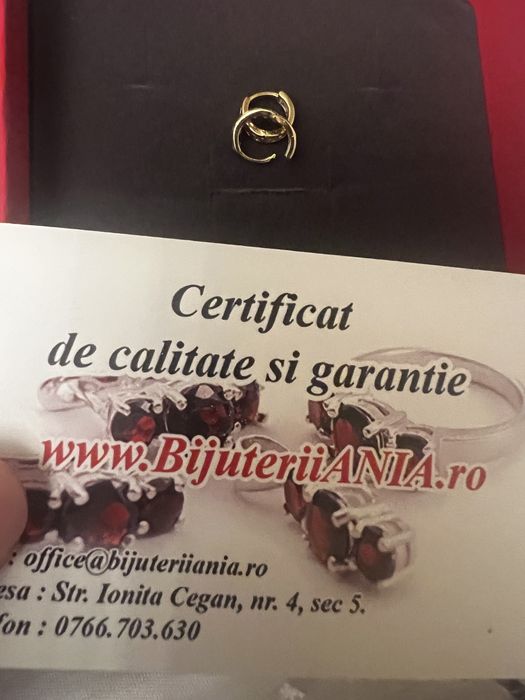 Certificat
de calitate si garantie
www.BijuteriiANIA.ro
: office@bijuteriiania.ro
esa : Str. Ionita Cegan, nr. 4, sec 5.
fon : 0766.703.630